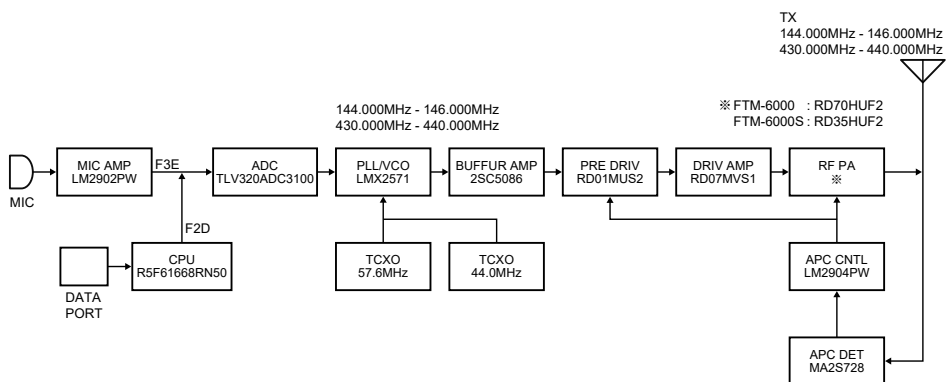 TX
144.000MHz - 146.000MHz
430.000MHz - 440.000MHz
※ FTM-6000 : RD70HUF2
FTM-6000S : RD35HUF2
144.000MHz - 146.000MHz
430.000MHz - 440.000MHz
MIC
MIC AMP
LM2902PW
F3E
ADC
TLV320ADC3100
PLL/VCO
LMX2571
BUFFUR AMP
2SC5086
PRE DRIV
RD01MUS2
DRIV AMP
RD07MVS1
RF PA
※
F2D
DATA
PORT
CPU
R5F61668RN50
TCXO
57.6MHz
TCXO
44.0MHz
APC CNTL
LM2904PW
APC DET
MA2S728